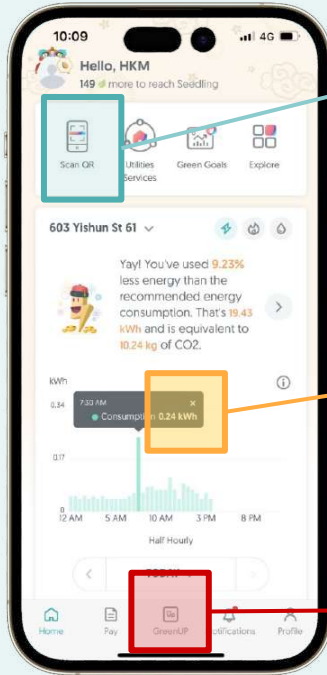 10:09
4G
Hello, HKM
149 more to reach Seedling
Scan QR
Utilities Services
Green Goals
Explore
603 Yishun St 61
Yay! You've used 9.23%
less energy than the
recommended energy
consumption. That's 19.43
kWh and is equivalent to
10.24 kg of CO2.
kWh
0.34
7:30 AM ×
Consumption 0.24 kWh
0.17
0
12 AM 5 AM 10 AM 3 PM 8 PM
Half Hourly
TODAY
Home Pay GreenUP Notifications Profile